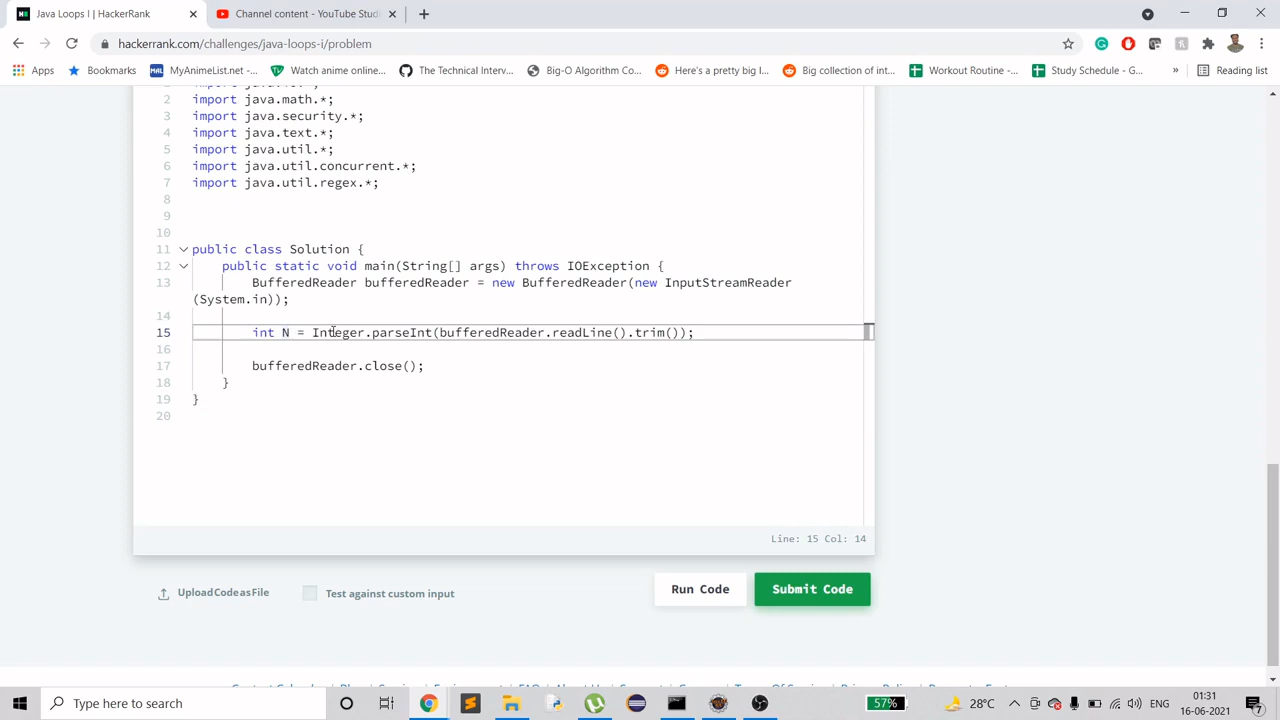 Java Loops I | HackerRank
Channel content - YouTube Stud
hackerrank.com/challenges/java-loops-i/problem
Apps
Bookmarks
MyAnimeList.net -...
Watch anime online...
The Technical Interv...
Big-O Algorithm Co...
Here's a pretty big l...
Big collection of int...
Workout Routine -...
Study Schedule - G...
»
Reading list
2 import java.math.*;
3 import java.security.*;
4 import java.text.*;
5 import java.util.*;
6 import java.util.concurrent.*;
7 import java.util.regex.*;
8
9
10
11 public class Solution {
12 public static void main(String[] args) throws IOException {
13 BufferedReader bufferedReader = new BufferedReader(new InputStreamReader
(System.in));
14
15 int N = Integer.parseInt(bufferedReader.readLine().trim());
16
17 bufferedReader.close();
18 }
19 }
20
Line: 15 Col: 14
Upload Code as File
Test against custom input
Run Code
Submit Code
Type here to search
57%
28°C
ENG
01:31
16-06-2021
7